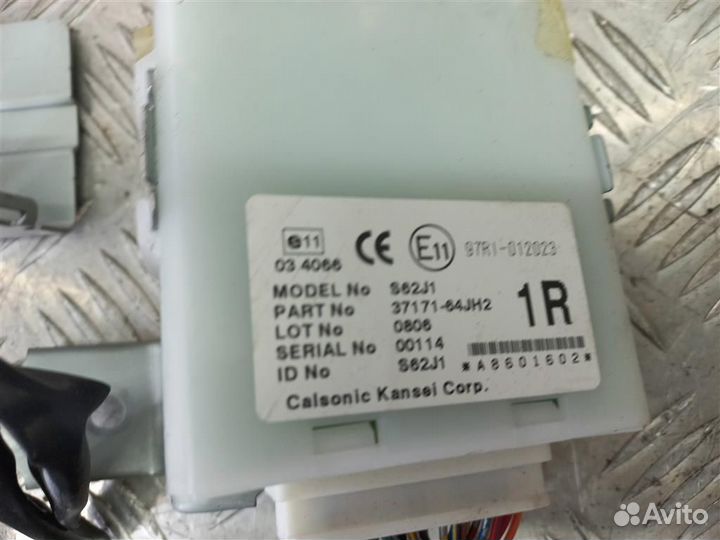 e11
03 4066
CE
E11
97R1-012023
MODEL No S62J1
PART No 37171-64JH2
LOT No 0806
SERIAL No 00114
ID No S62J1
1R
*A8601602*
Calsonic Kansei Corp.
Avito